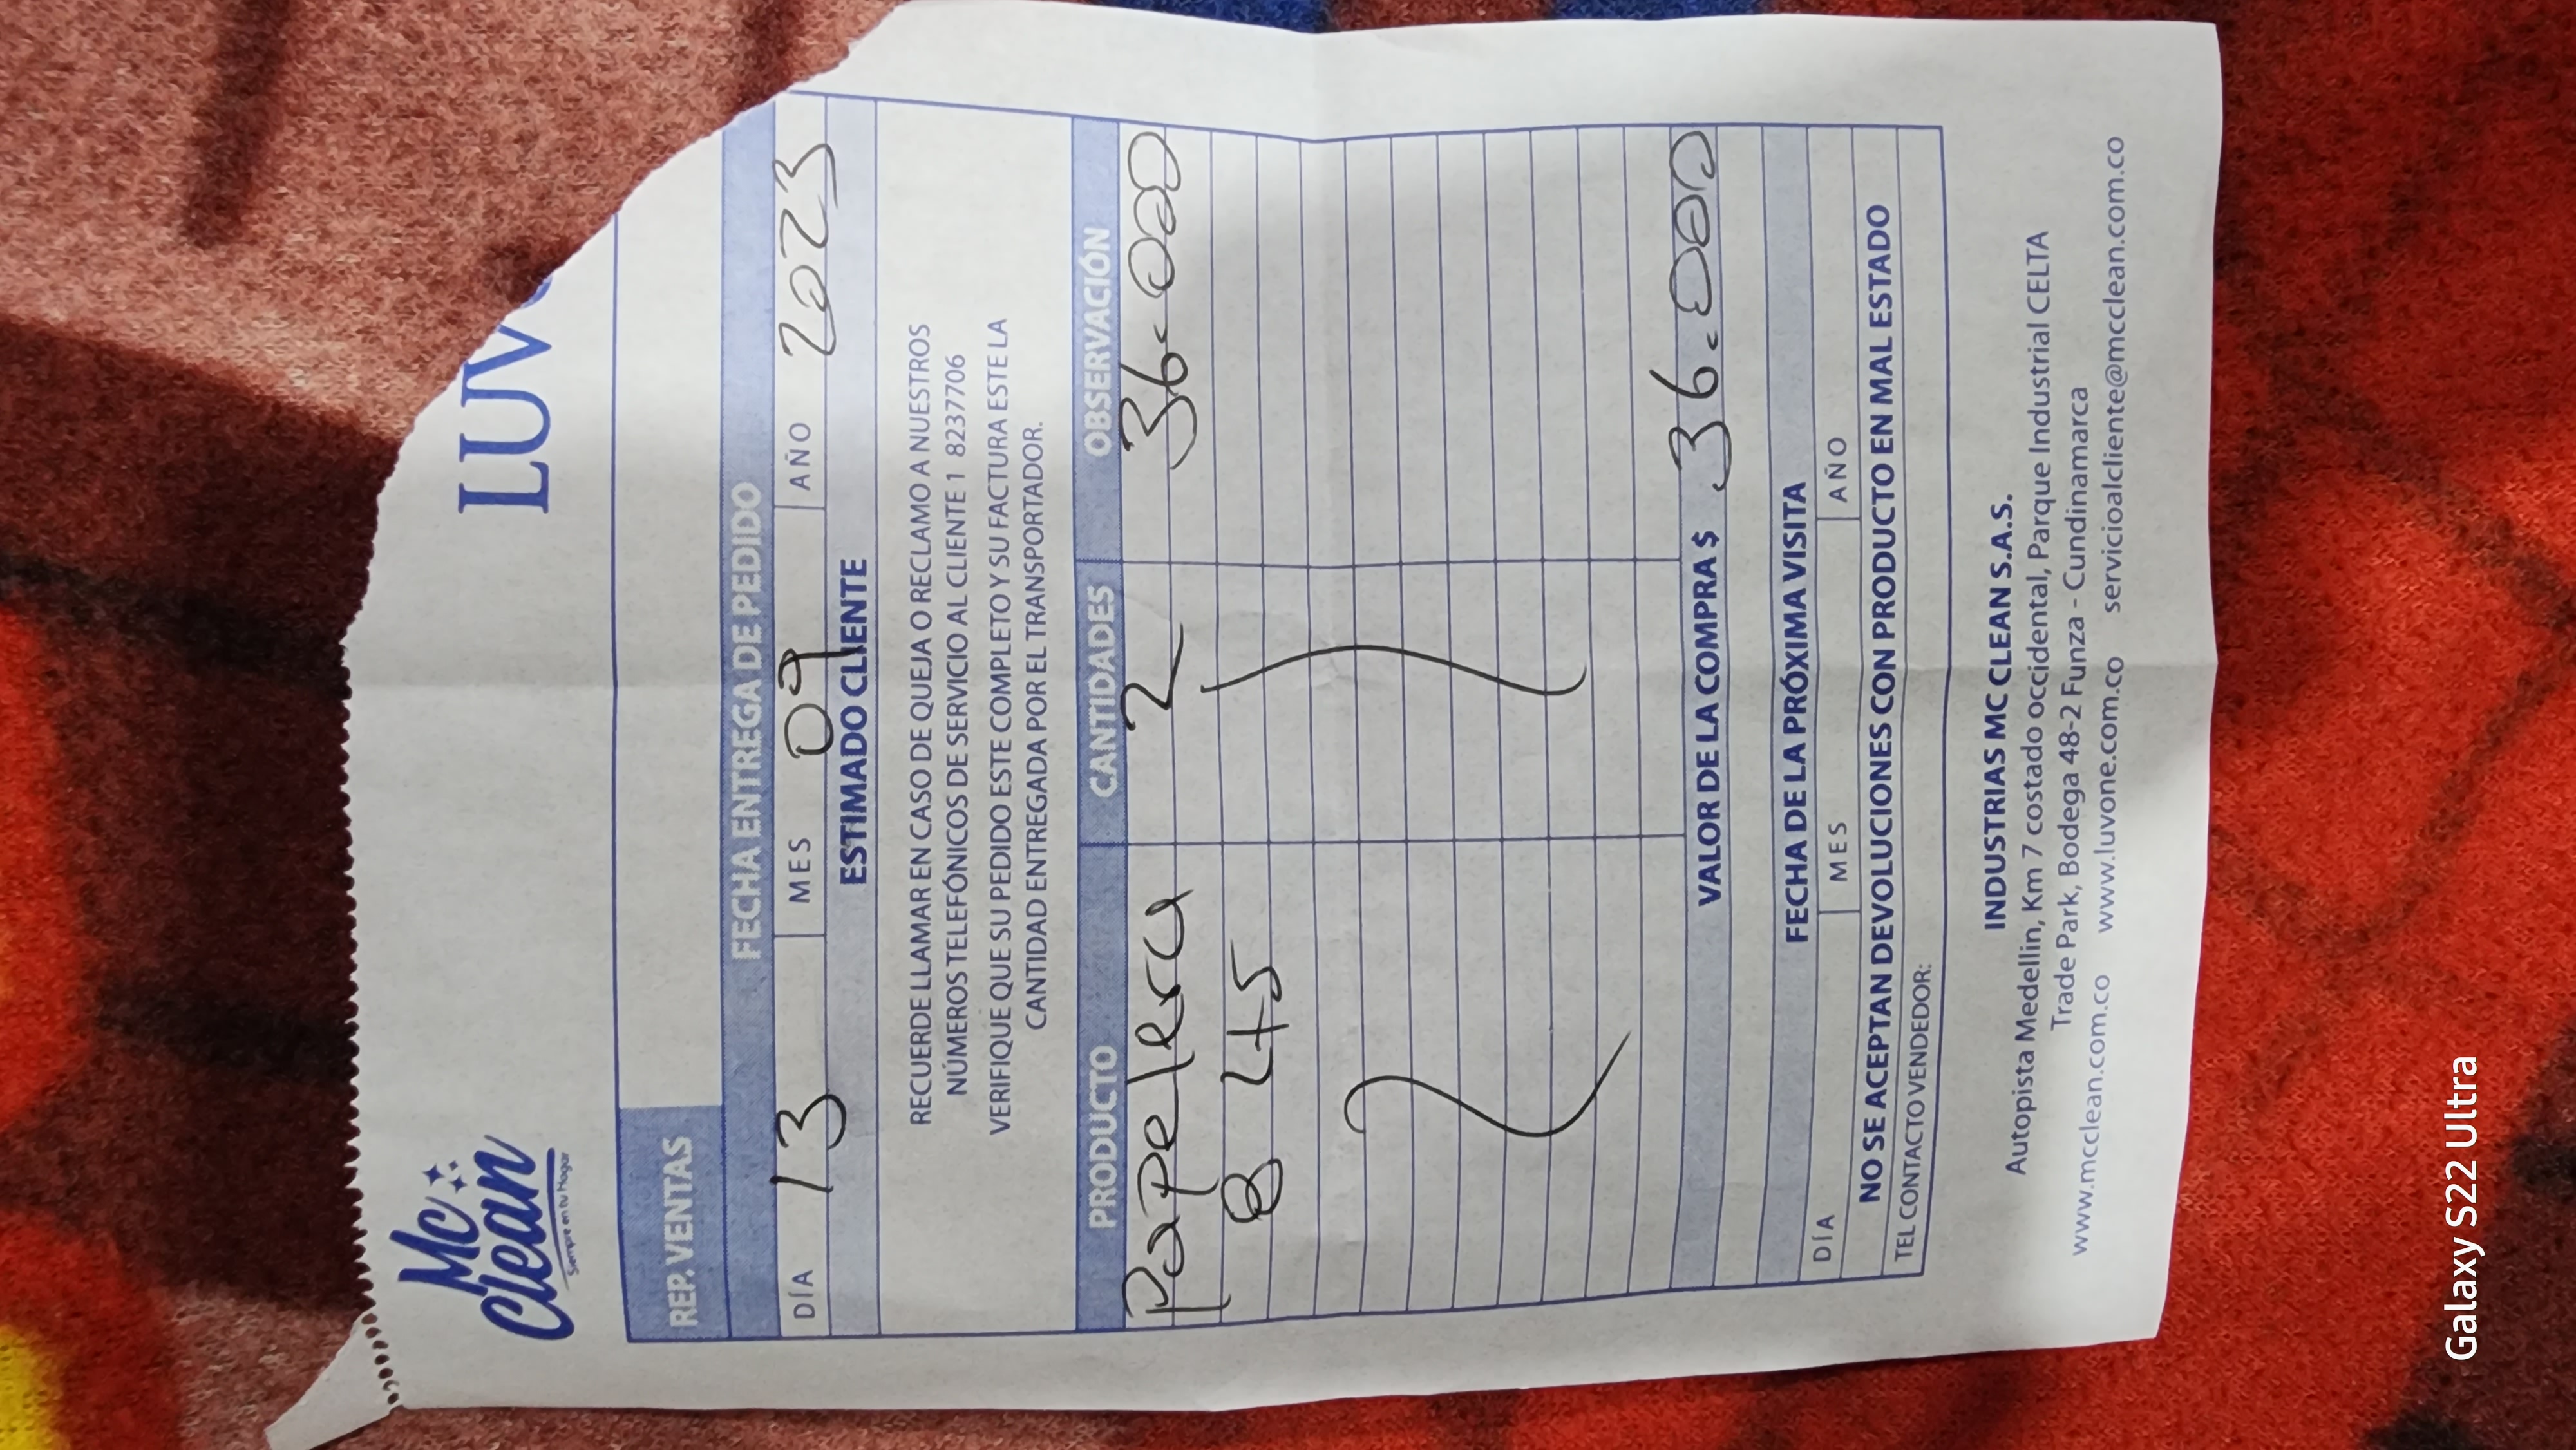 Mc
Clean
Siempre en tu Hogar
LUV
REP. VENTAS
FECHA ENTREGA DE PEDIDO
DÍA 13 MES 09 AÑO 2023
ESTIMADO CLIENTE
RECUERDE LLAMAR EN CASO DE QUEJA O RECLAMO A NUESTROS
NÚMEROS TELEFÓNICOS DE SERVICIO AL CLIENTE 1 8237706
VERIFIQUE QUE SU PEDIDO ESTE COMPLETO Y SU FACTURA ESTE LA
CANTIDAD ENTREGADA POR EL TRANSPORTADOR.
PRODUCTO CANTIDADES OBSERVACIÓN
Papelera 2 36.000
8 L45
VALOR DE LA COMPRA $ 36.000
FECHA DE LA PRÓXIMA VISITA
DÍA MES AÑO
NO SE ACEPTAN DEVOLUCIONES CON PRODUCTO EN MAL ESTADO
TEL CONTACTO VENDEDOR:
INDUSTRIAS MC CLEAN S.A.S.
Autopista Medellin, Km 7 costado occidental, Parque Industrial CELTA
Trade Park, Bodega 48-2 Funza - Cundinamarca
www.mcclean.com.co www.luvone.com.co servicioalcliente@mcclean.com.co
Galaxy S22 Ultra